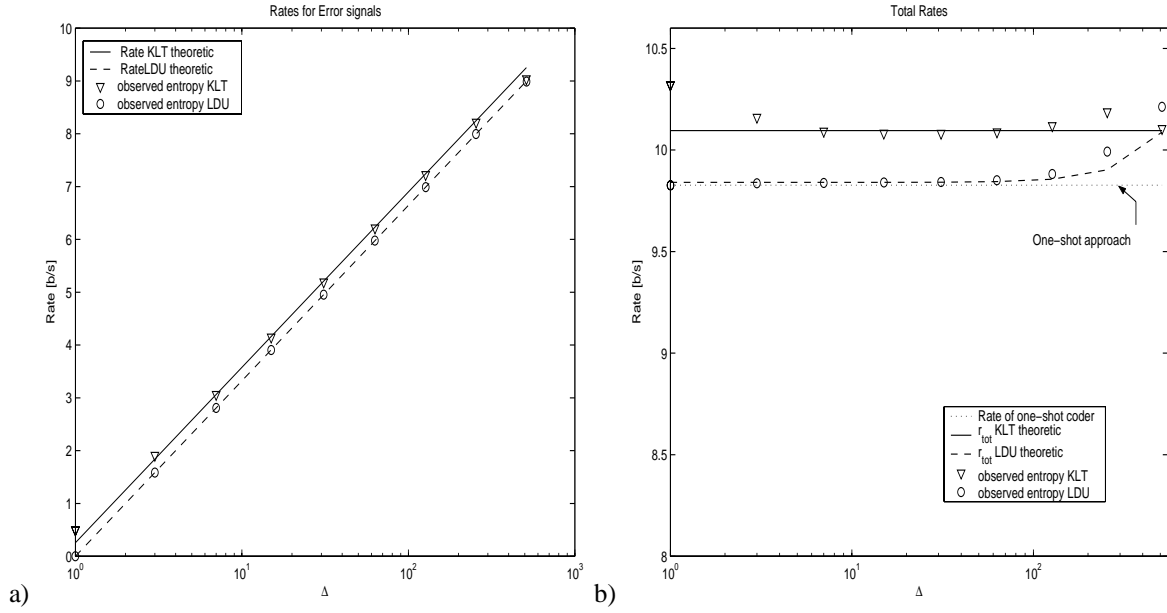 Rates for Error signals
10
9
8
7
6
5
4
3
2
1
0
Rate [b/s]
Rate KLT theoretic
RateLDU theoretic
observed entropy KLT
observed entropy LDU
10^0
10^1
10^2
10^3
Δ
a)
Total Rates
10.5
10
9.5
9
8.5
8
Rate [b/s]
One−shot approach
Rate of one−shot coder
r_tot KLT theoretic
r_tot LDU theoretic
observed entropy KLT
observed entropy LDU
10^0
10^1
10^2
Δ
b)